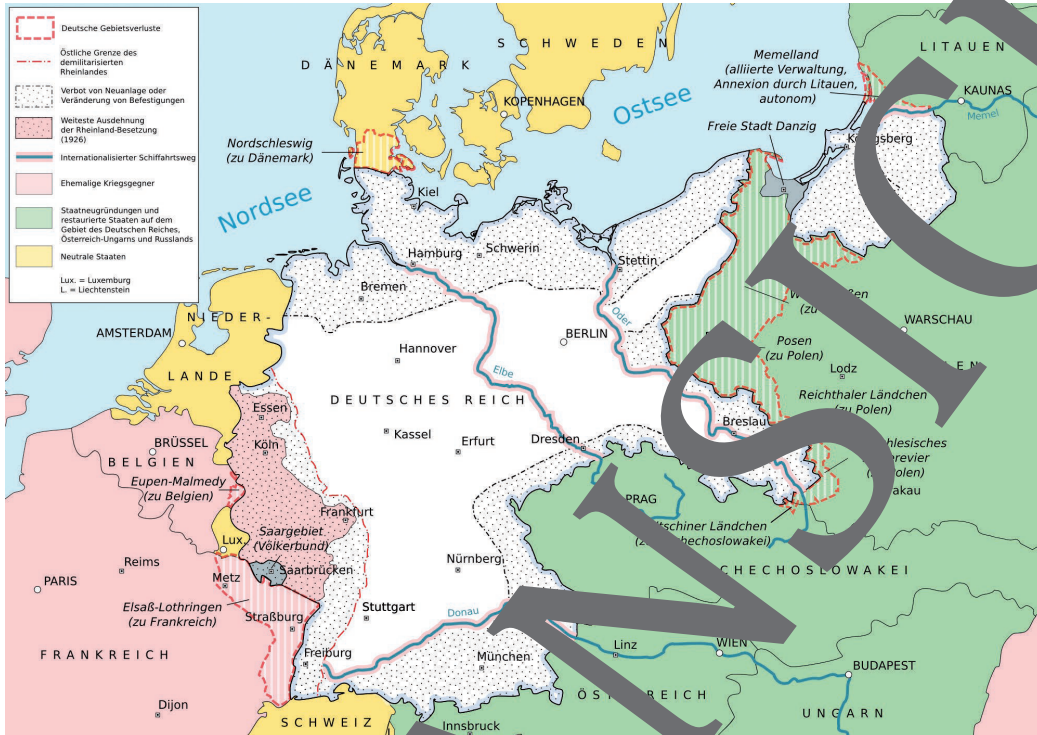 Deutsche Gebietsverluste
Östliche Grenze des
demilitarisierten
Rheinlandes
Verbot von Neuanlage oder
Veränderung von Befestigungen
Weiteste Ausdehnung
der Rheinland-Besetzung
(1926)
Internationalisierter Schiffahrtsweg
Ehemalige Kriegsgegner
Staatneugründungen und
restaurierte Staaten auf dem
Gebiet des Deutschen Reiches,
Österreich-Ungarns und Russlands
Neutrale Staaten
Lux. = Luxemburg
L. = Liechtenstein
SCHWEDEN
DÄNEMARK
LITAUEN
Memelland
(alliierte Verwaltung,
Annexion durch Litauen,
autonom)
KAUNAS
Memel
KOPENHAGEN
Ostsee
Freie Stadt Danzig
Nordschleswig
(zu Dänemark)
Nordsee
Kiel
Hamburg
Schwerin
Stettin
Bremen
Oder
NIEDER-
LANDE
AMSTERDAM
BERLIN
WARSCHAU
Hannover
Posen
(zu Polen)
Elbe
Lodz
DEUTSCHES REICH
Reichthaler Ländchen
(zu Polen)
Essen
Kassel
Erfurt
Dresden
Breslau
BRÜSSEL
Köln
BELGIEN
Eupen-Malmedy
(zu Belgien)
PRAG
Frankfurt
Saargebiet
(Völkerbund)
Lux.
Saarbrücken
Reims
Metz
PARIS
Nürnberg
Elsaß-Lothringen
(zu Frankreich)
Straßburg
Stuttgart
Donau
FRANKREICH
Freiburg
München
Linz
WIEN
BUDAPEST
Dijon
SCHWEIZ
UNGARN
Innsbruck